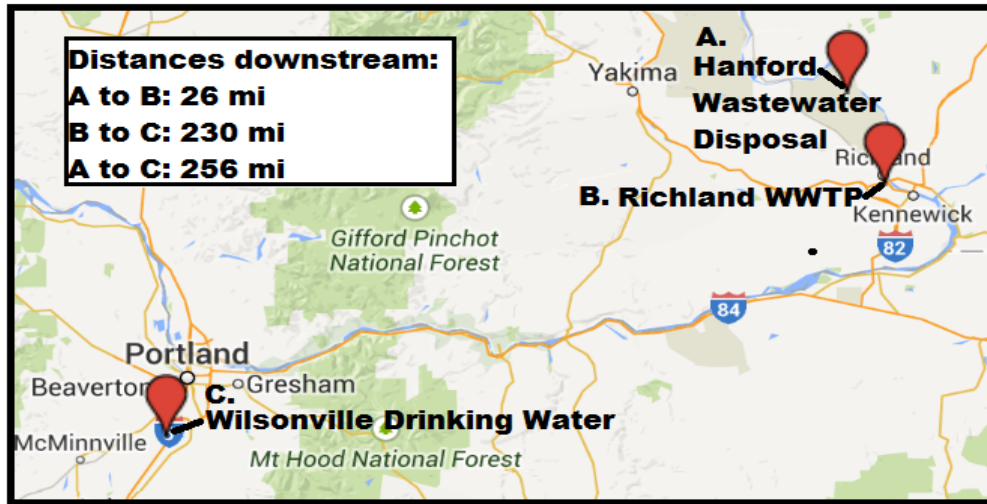 Distances downstream:
A to B: 26 mi
B to C: 230 mi
A to C: 256 mi
A.
Hanford
Wastewater
Disposal
Yakima
Richland
B. Richland WWTP
Kennewick
Gifford Pinchot
National Forest
82
84
Portland
Beaverton
Gresham
C.
Wilsonville Drinking Water
McMinnville
Mt Hood National Forest